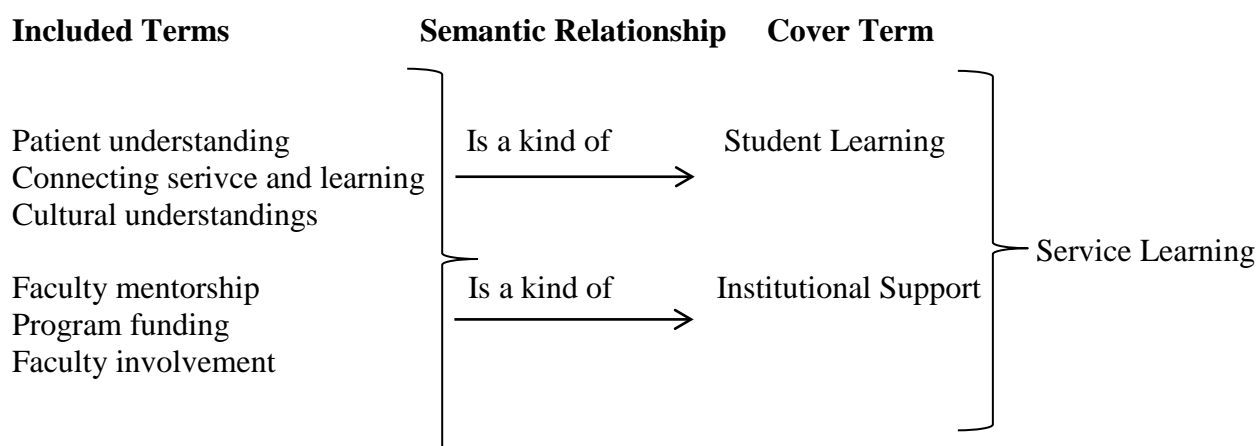 Included Terms Semantic Relationship Cover Term
Patient understanding Is a kind of Student Learning
Connecting serivce and learning
Cultural understandings
Service Learning
Faculty mentorship Is a kind of Institutional Support
Program funding
Faculty involvement